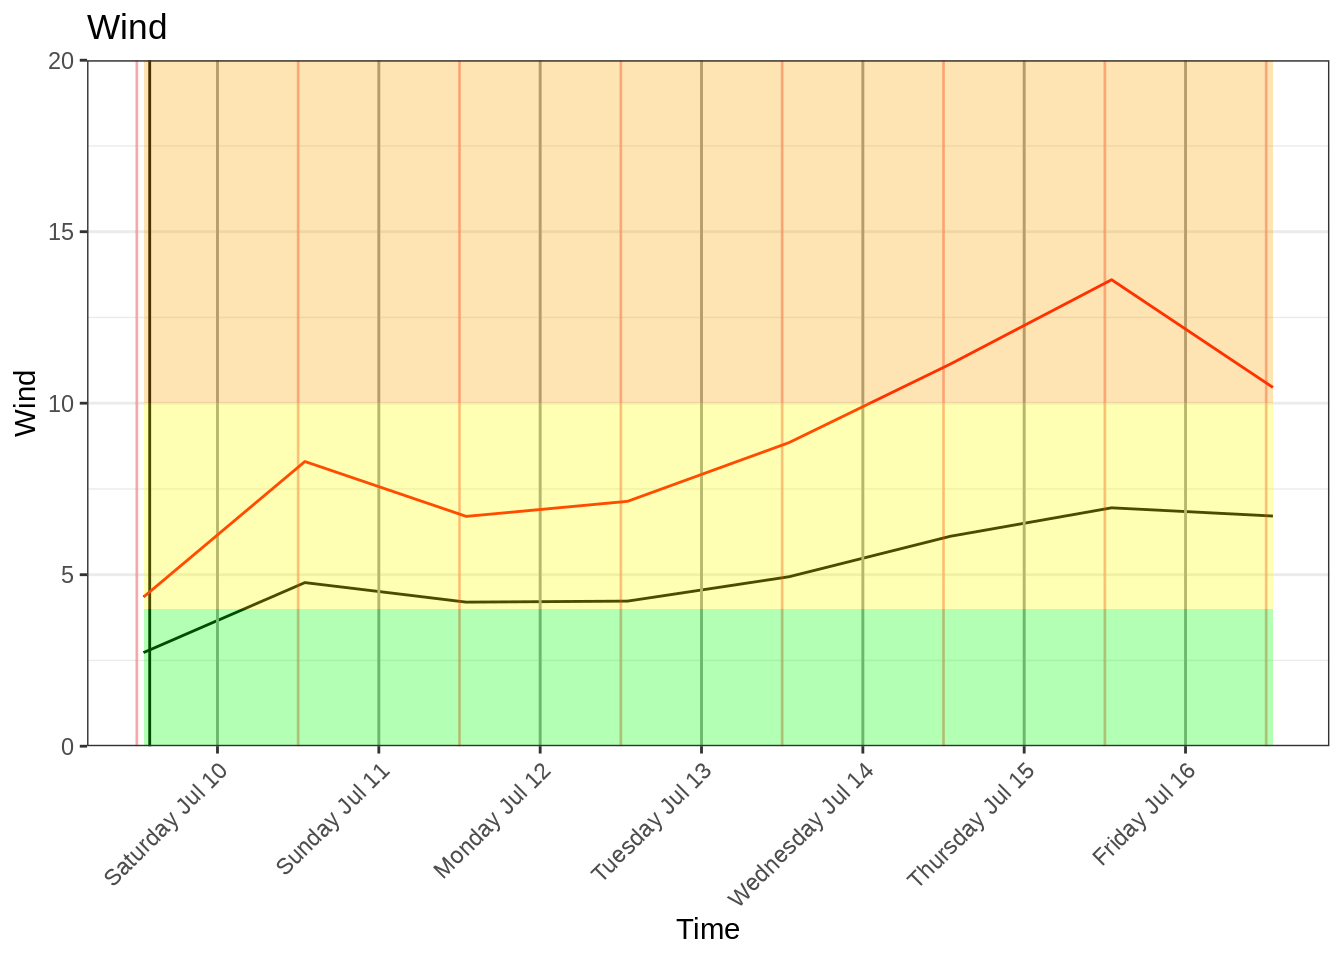 Wind
20
15
10
5
0
Wind
Saturday Jul 10
Sunday Jul 11
Monday Jul 12
Tuesday Jul 13
Wednesday Jul 14
Thursday Jul 15
Friday Jul 16
Time